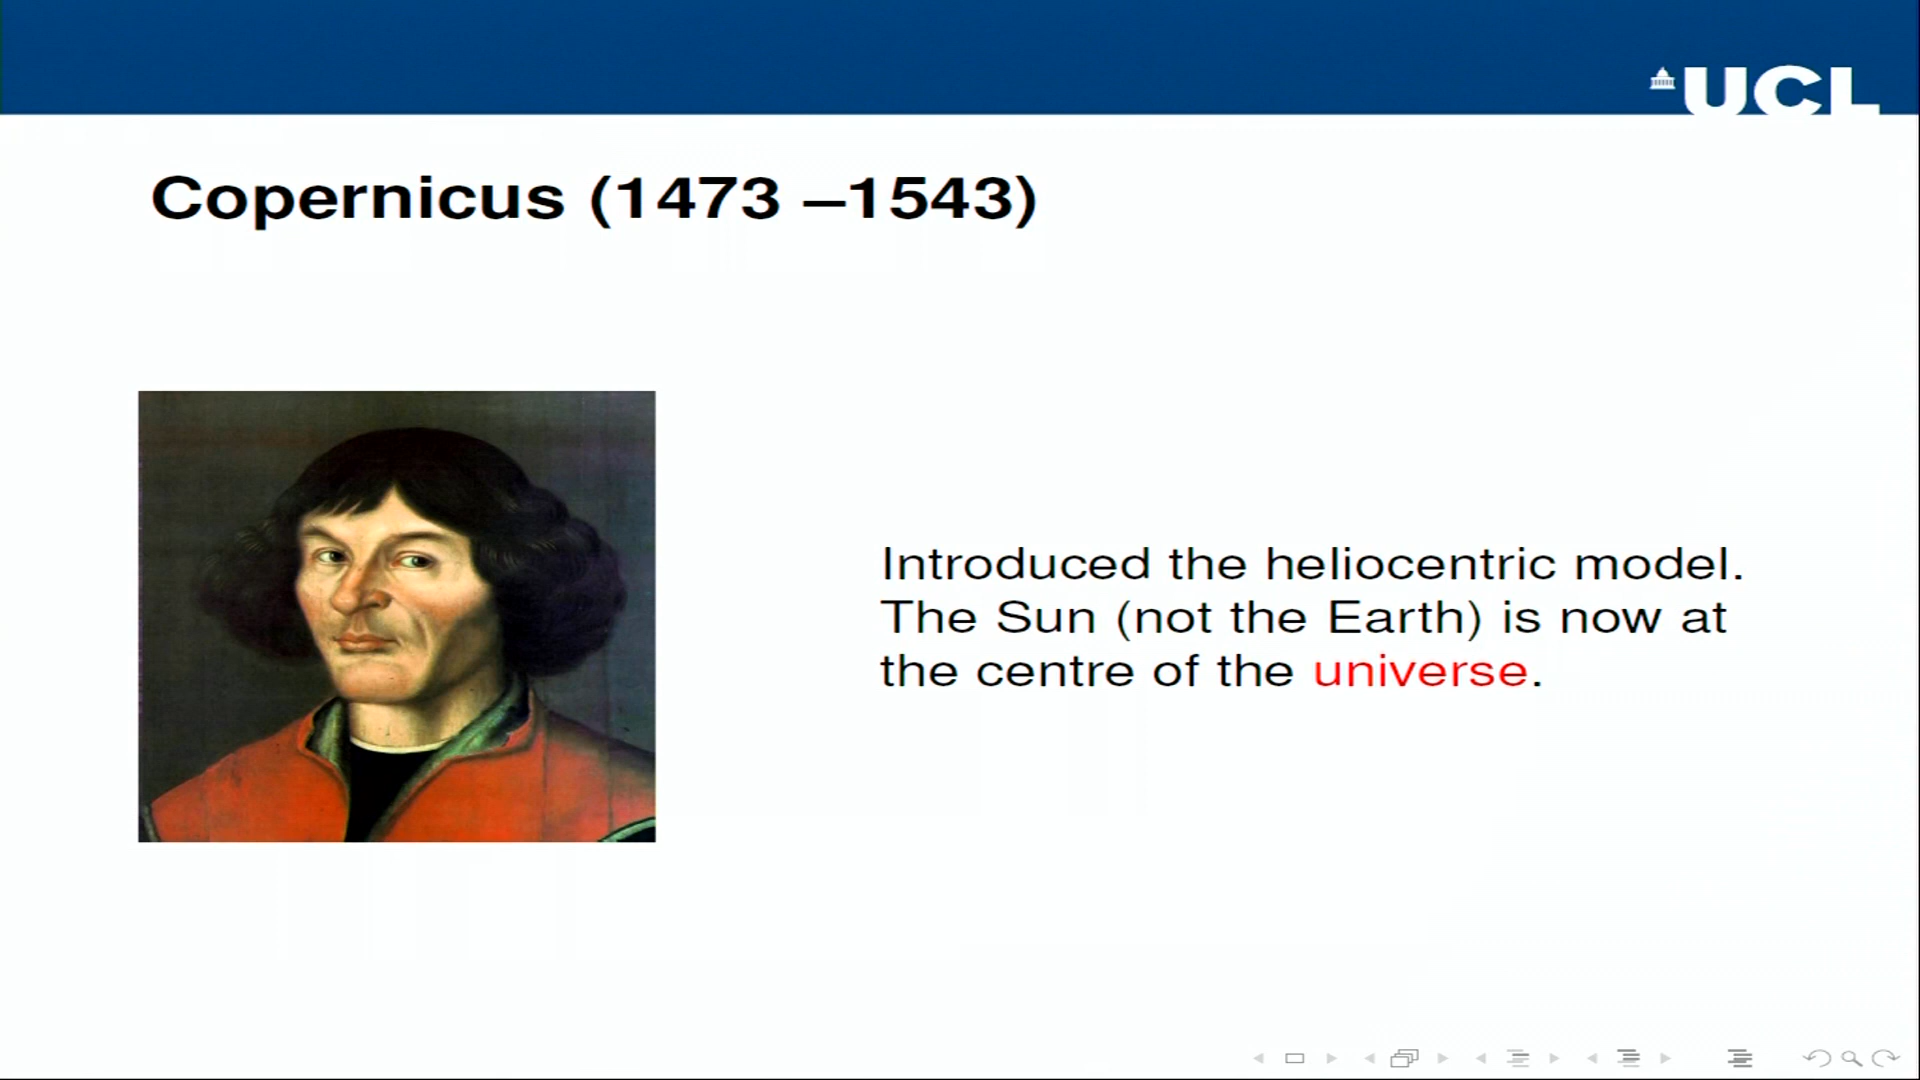 UCL
Copernicus (1473 –1543)
Introduced the heliocentric model.
The Sun (not the Earth) is now at
the centre of the universe.